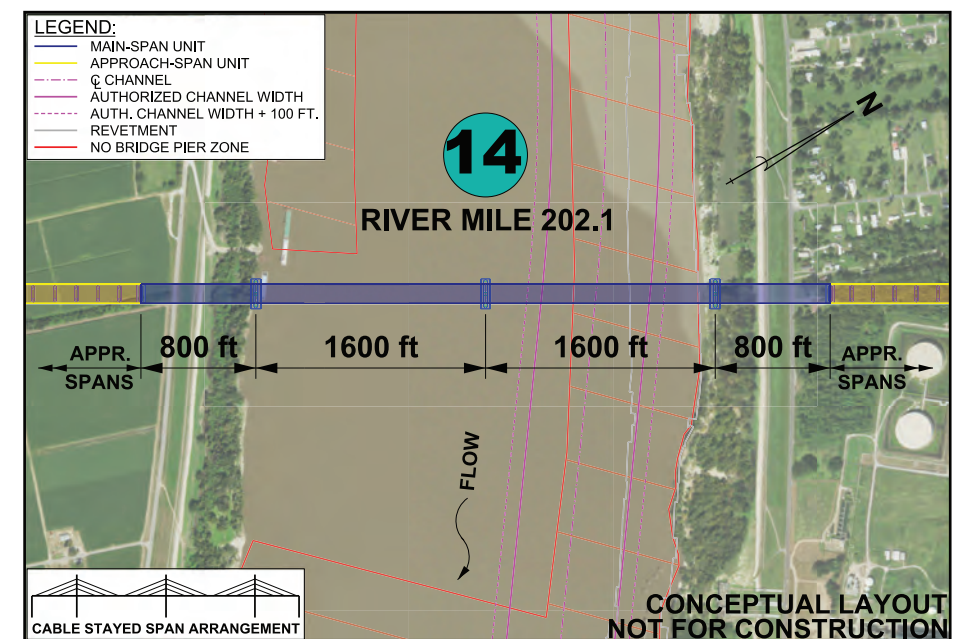 LEGEND:
MAIN-SPAN UNIT
APPROACH-SPAN UNIT
℄ CHANNEL
AUTHORIZED CHANNEL WIDTH
AUTH. CHANNEL WIDTH + 100 FT.
REVETMENT
NO BRIDGE PIER ZONE
14
N
RIVER MILE 202.1
APPR.
SPANS
800 ft
1600 ft
1600 ft
800 ft
APPR.
SPANS
FLOW
CABLE STAYED SPAN ARRANGEMENT
CONCEPTUAL LAYOUT
NOT FOR CONSTRUCTION